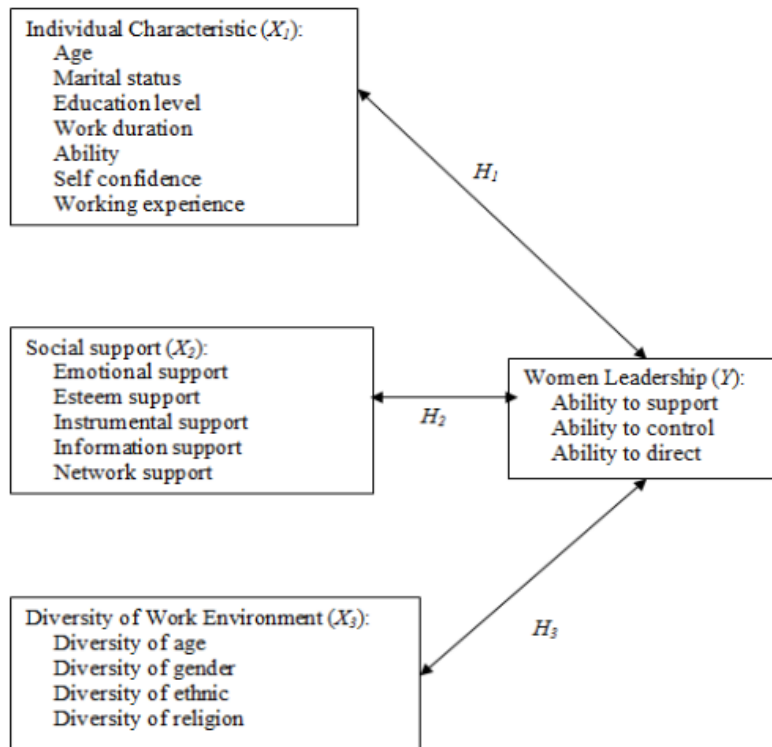 Individual Characteristic (X1):
Age
Marital status
Education level
Work duration
Ability
Self confidence
Working experience
H1
Social support (X2):
Emotional support
Esteem support
Instrumental support
Information support
Network support
H2
Women Leadership (Y):
Ability to support
Ability to control
Ability to direct
Diversity of Work Environment (X3):
Diversity of age
Diversity of gender
Diversity of ethnic
Diversity of religion
H3